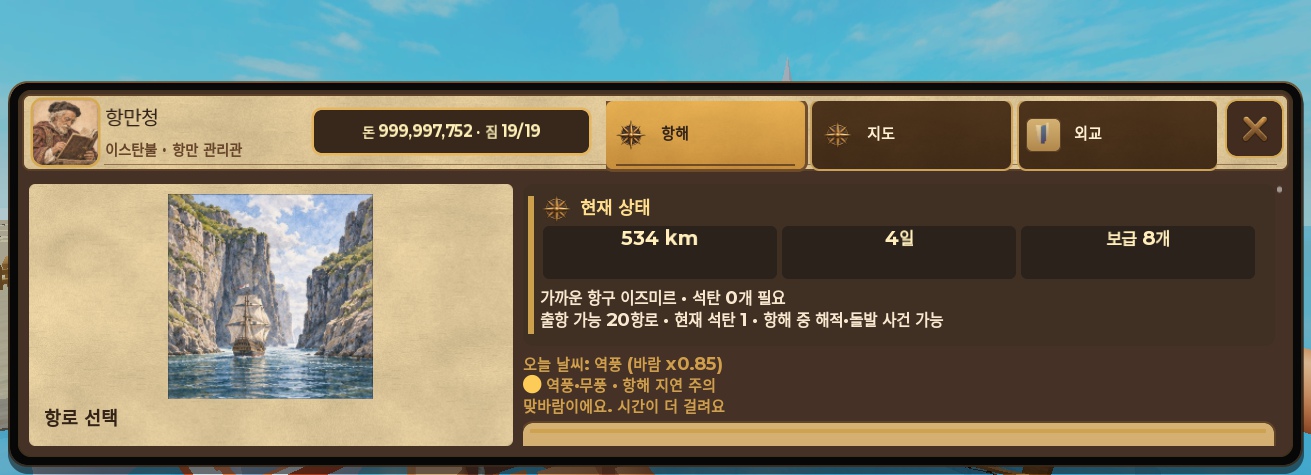 항만청
이스탄불 • 항만 관리관
돈 999,997,752 · 짐 19/19
항해
지도
외교
항로 선택
현재 상태
534 km
4일
보급 8개
가까운 항구 이즈미르 • 석탄 0개 필요
출항 가능 20항로 • 현재 석탄 1 • 항해 중 해적•돌발 사건 가능
오늘 날씨: 역풍 (바람 x0.85)
역풍•무풍 • 항해 지연 주의
맞바람이에요. 시간이 더 걸려요